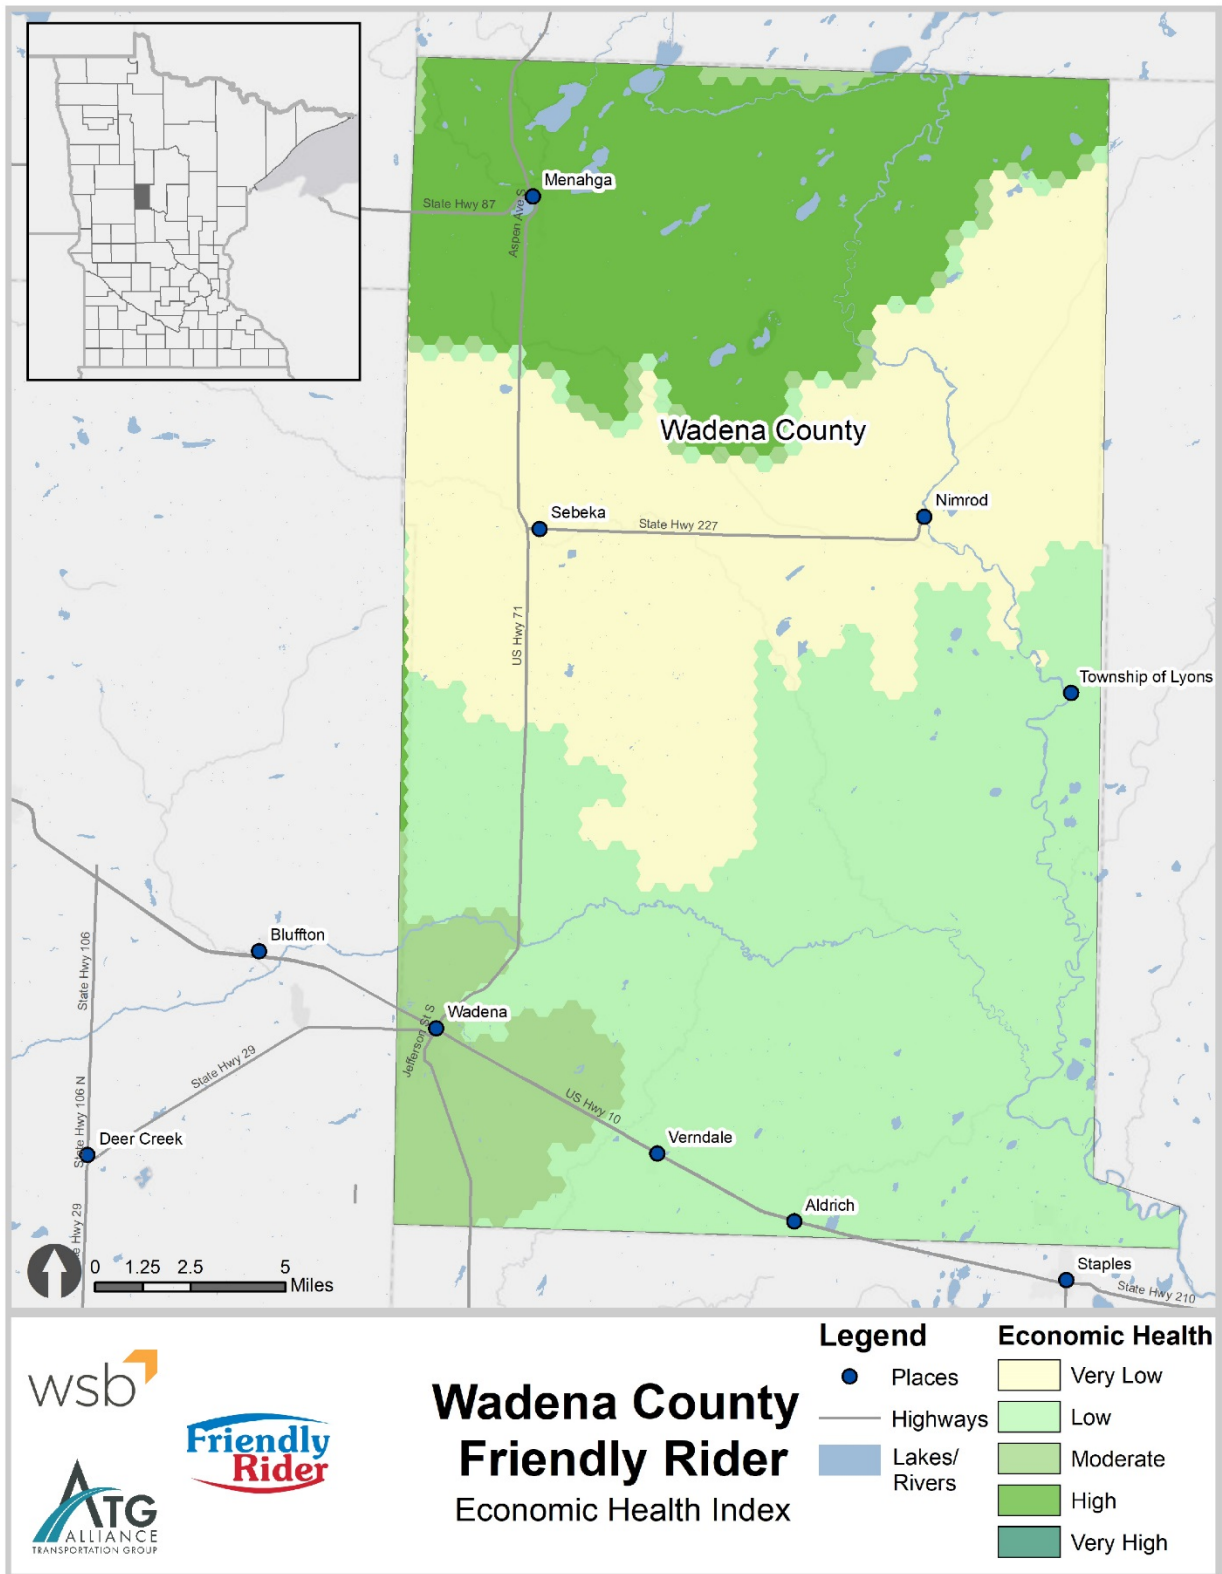 Menahga
State Hwy 87
Aspen Ave S
Wadena County
Sebeka
State Hwy 227
Nimrod
US Hwy 71
Township of Lyons
Bluffton
State Hwy 106
Wadena
Jefferson St S
State Hwy 29
US Hwy 10
State Hwy 106 N
Deer Creek
Verndale
Aldrich
Staples
State Hwy 210
te Hwy 29
0 1.25 2.5 5
Miles
wsb
Friendly
Rider
ATG
ALLIANCE
TRANSPORTATION GROUP
Wadena County
Friendly Rider
Economic Health Index
Legend
Places
Highways
Lakes/
Rivers
Economic Health
Very Low
Low
Moderate
High
Very High